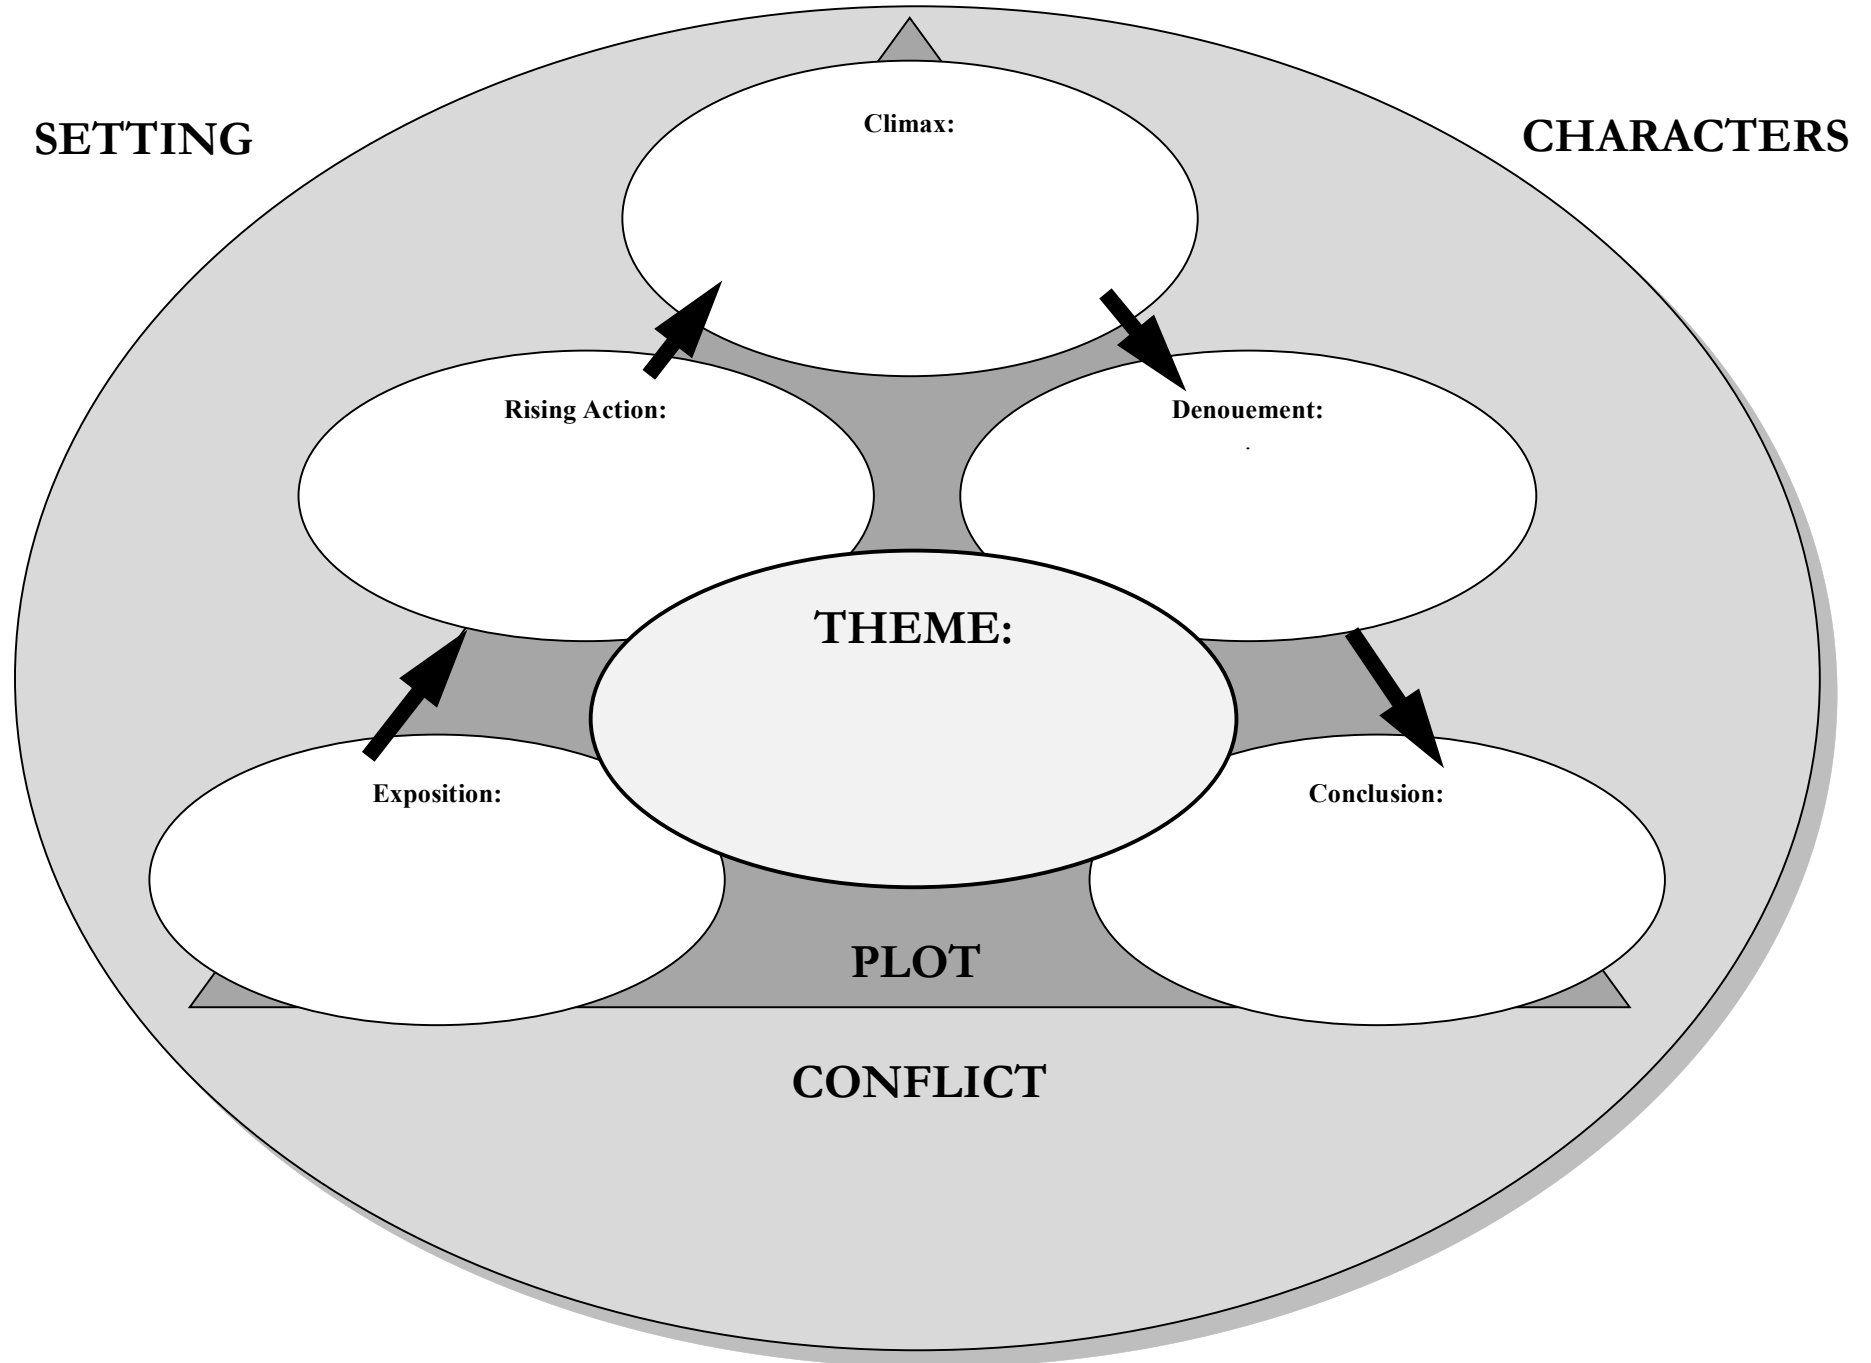 SETTING
CHARACTERS
Climax:
Rising Action:
Denouement:
.
THEME:
Exposition:
Conclusion:
PLOT
CONFLICT